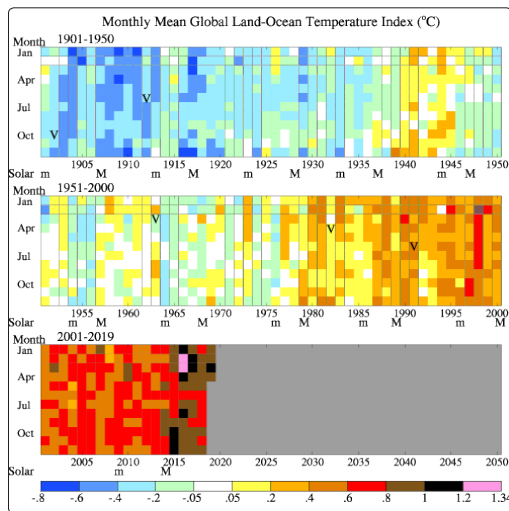 Monthly Mean Global Land-Ocean Temperature Index (°C)
Month 1901-1950
Jan
Apr
V
Jul
Oct V
1905 1910 1915 1920 1925 1930 1935 1940 1945 1950
Solar m M m M m M m M m M
Month 1951-2000
Jan
Apr V V
V
Jul
Oct
1955 1960 1965 1970 1975 1980 1985 1990 1995 2000
Solar m M m M m M m M m M
Month 2001-2019
Jan
Apr
Jul
Oct
2005 2010 2015 2020 2025 2030 2035 2040 2045 2050
Solar m M
-.8 -.6 -.4 -.2 -.05 .05 .2 .4 .6 .8 1 1.2 1.34